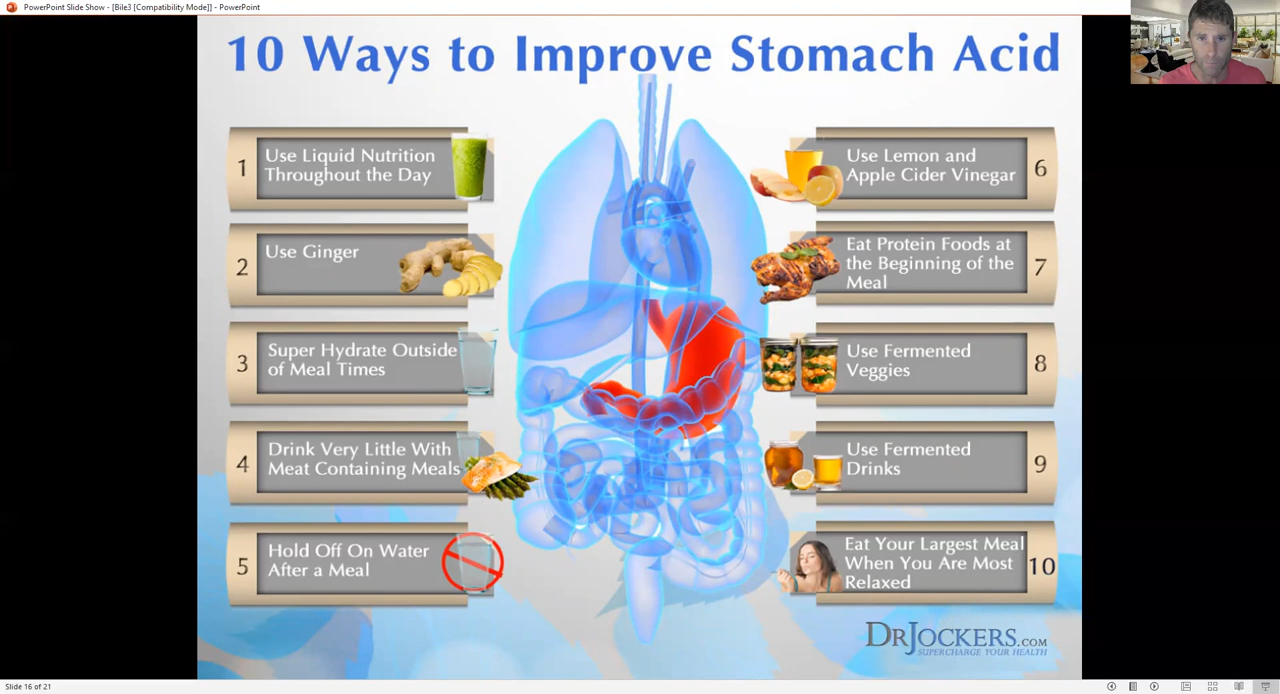 PowerPoint Slide Show - [Bile3 [Compatibility Mode]] - PowerPoint
10 Ways to Improve Stomach Acid
1
Use Liquid Nutrition
Throughout the Day
2
Use Ginger
3
Super Hydrate Outside
of Meal Times
4
Drink Very Little With
Meat Containing Meals
5
Hold Off On Water
After a Meal
Use Lemon and
Apple Cider Vinegar
6
Eat Protein Foods at
the Beginning of the
Meal
7
Use Fermented
Veggies
8
Use Fermented
Drinks
9
Eat Your Largest Meal
When You Are Most
Relaxed
10
DRJOCKERS.COM
SUPERCHARGE YOUR HEALTH
Slide 16 of 21